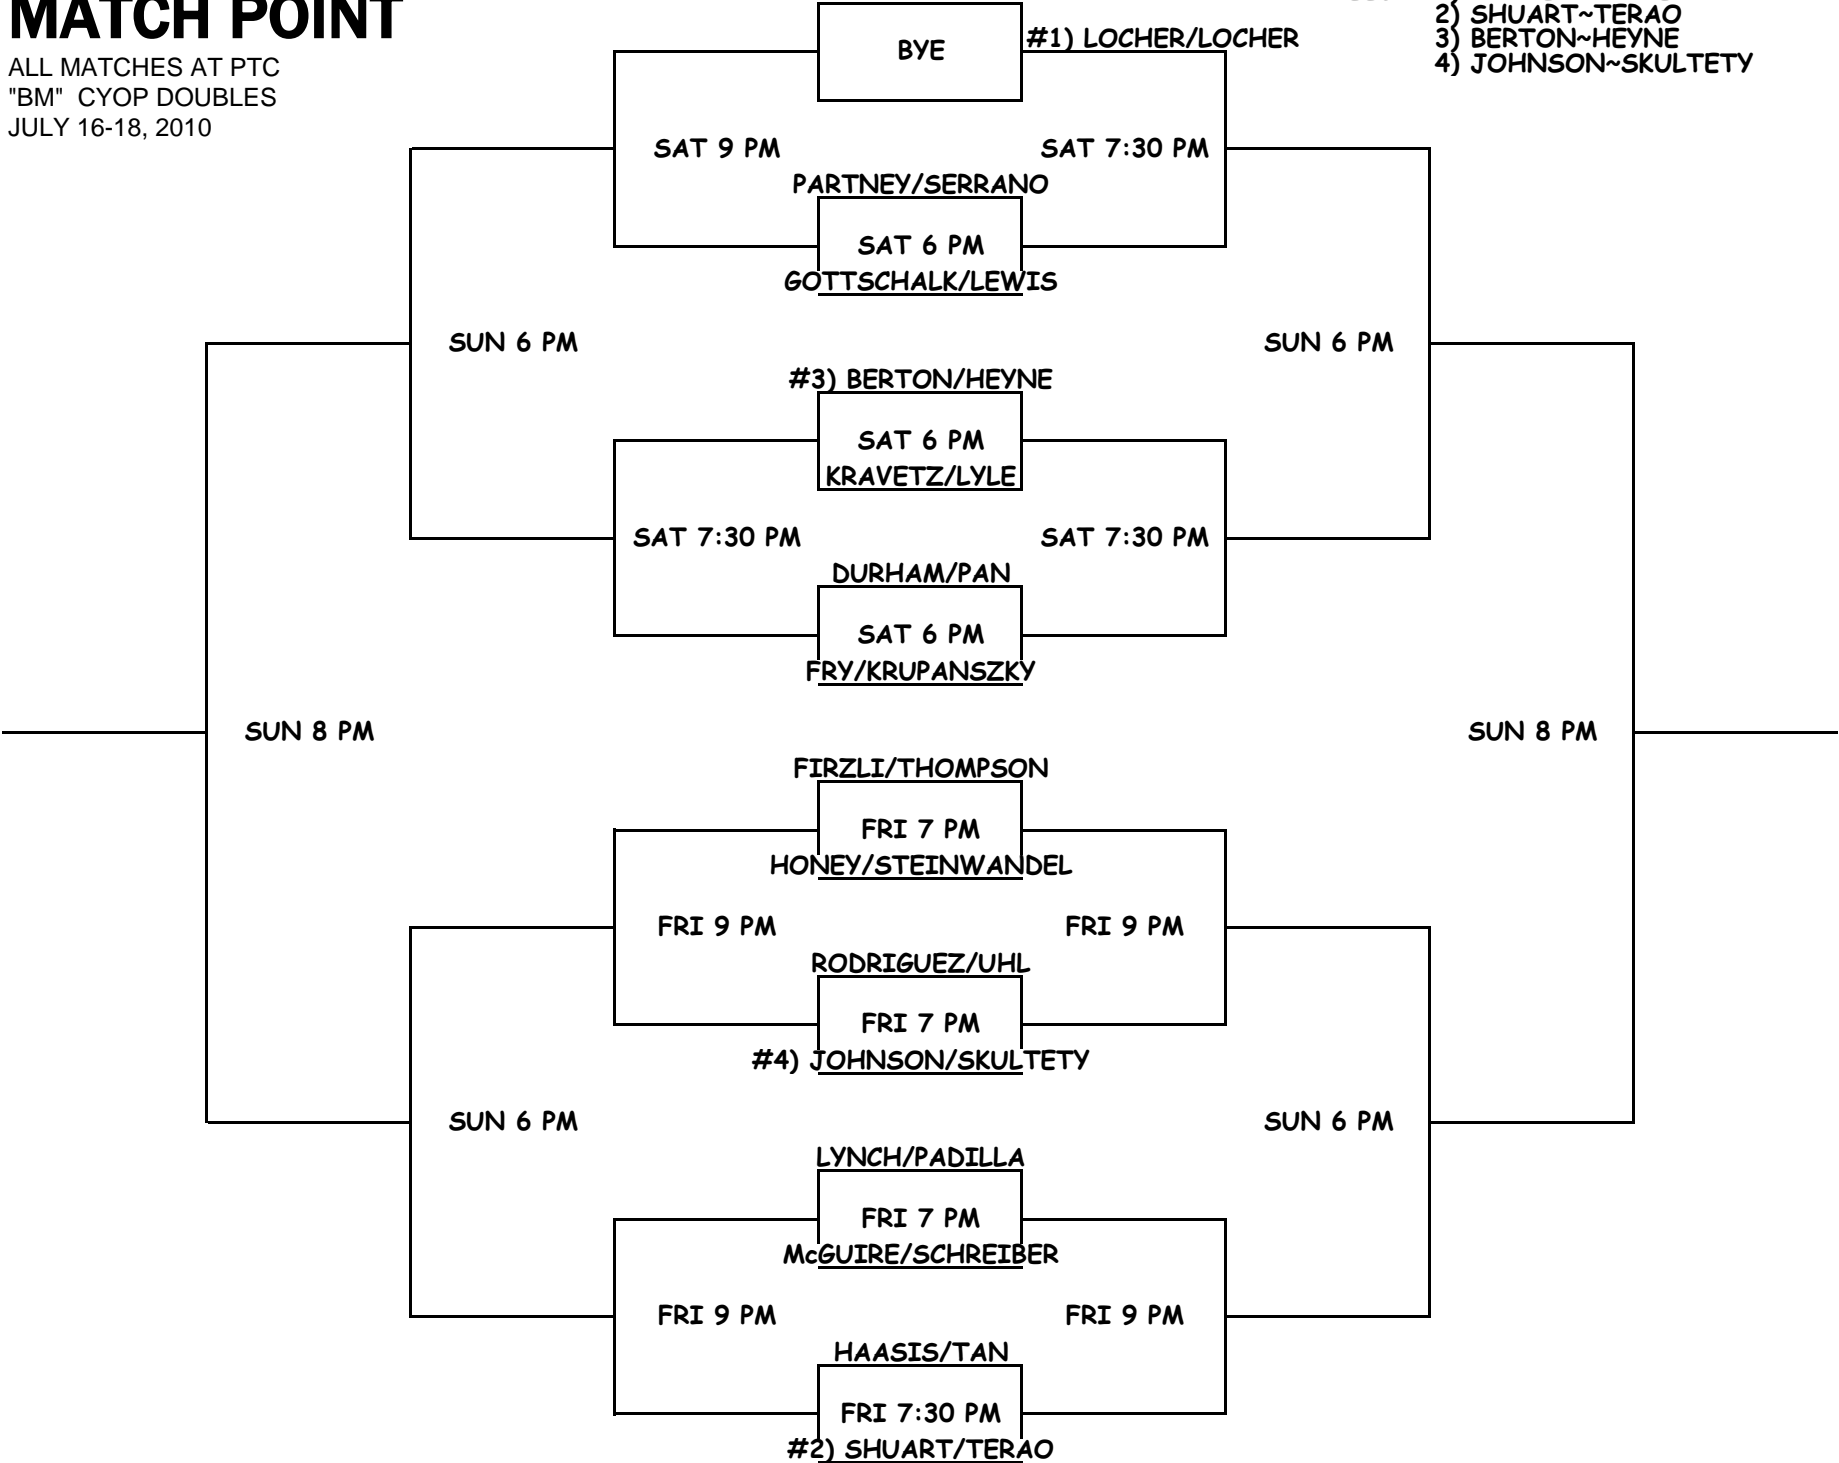 MATCH POINT
ALL MATCHES AT PTC
"BM" CYOP DOUBLES
JULY 16-18, 2010
2) SHUART~TERAO
3) BERTON~HEYNE
4) JOHNSON~SKULTETY
BYE
#1) LOCHER/LOCHER
SAT 9 PM
SAT 7:30 PM
PARTNEY/SERRANO
SAT 6 PM
GOTTSCHALK/LEWIS
SUN 6 PM
SUN 6 PM
#3) BERTON/HEYNE
SAT 6 PM
KRAVETZ/LYLE
SAT 7:30 PM
SAT 7:30 PM
DURHAM/PAN
SAT 6 PM
FRY/KRUPANSZKY
SUN 8 PM
SUN 8 PM
FIRZLI/THOMPSON
FRI 7 PM
HONEY/STEINWANDEL
FRI 9 PM
FRI 9 PM
RODRIGUEZ/UHL
FRI 7 PM
#4) JOHNSON/SKULTETY
SUN 6 PM
SUN 6 PM
LYNCH/PADILLA
FRI 7 PM
McGUIRE/SCHREIBER
FRI 9 PM
FRI 9 PM
HAASIS/TAN
FRI 7:30 PM
#2) SHUART/TERAO